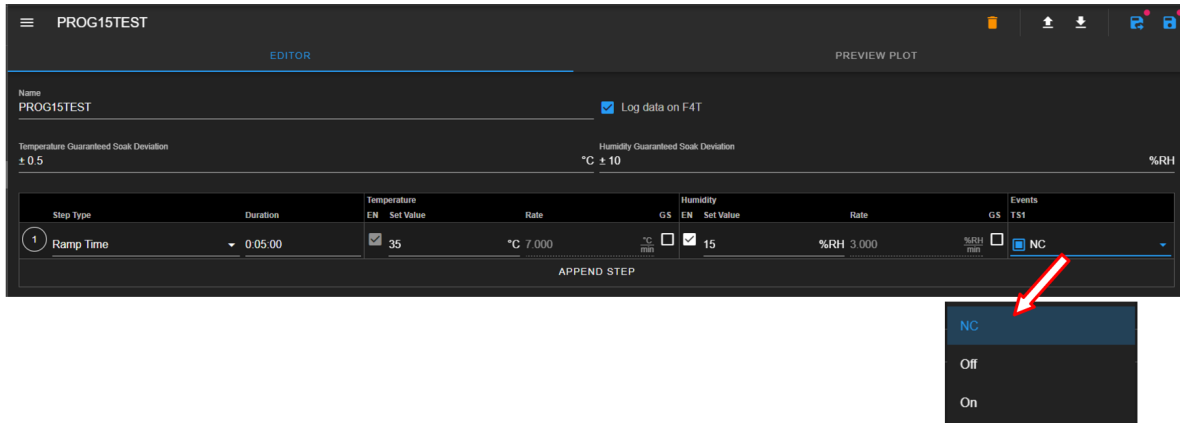 PROG15TEST
EDITOR PREVIEW PLOT
Name
PROG15TEST
Log data on F4T
Temperature Guaranteed Soak Deviation Humidity Guaranteed Soak Deviation
± 0.5 °C ± 10 %RH
Temperature Humidity Events
Step Type Duration EN Set Value Rate GS EN Set Value Rate GS TS1
1 Ramp Time 0:05:00 35 °C 7.000 °C/min 15 %RH 3.000 %RH/min NC
APPEND STEP
NC
Off
On